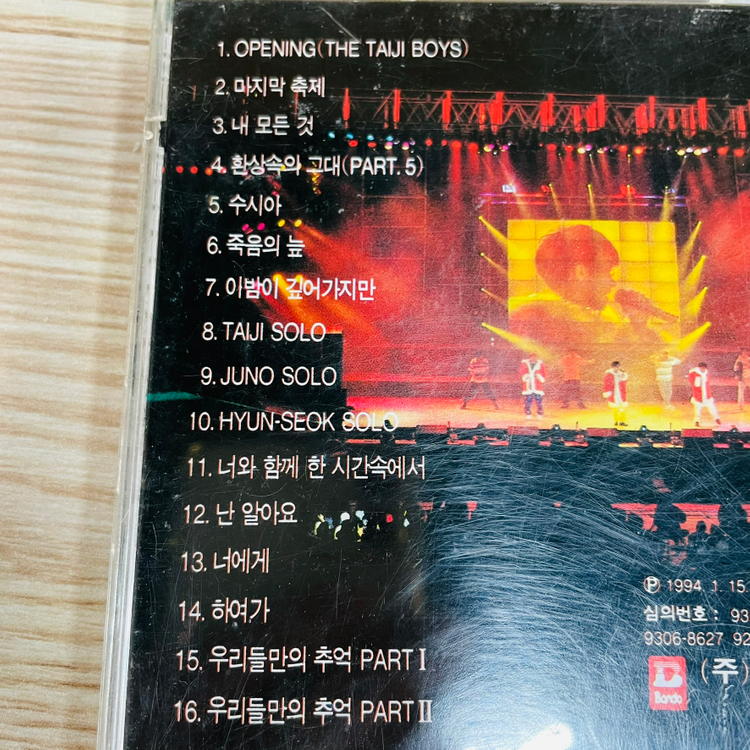 1. OPENING(THE TAIJI BOYS)
2. 마지막 축제
3. 내 모든 것
4. 환상속의 그대(PART. 5)
5. 수시아
6. 죽음의 늪
7. 이밤이 깊어가지만
8. TAIJI SOLO
9. JUNO SOLO
10. HYUN-SEOK SOLO
11. 너와 함께 한 시간속에서
12. 난 알아요
13. 너에게
14. 하여가
15. 우리들만의 추억 PART Ⅰ
16. 우리들만의 추억 PART Ⅱ
Ⓟ 1994. 1. 15.
심의번호 : 93
9306-8627 92
Bando (주)